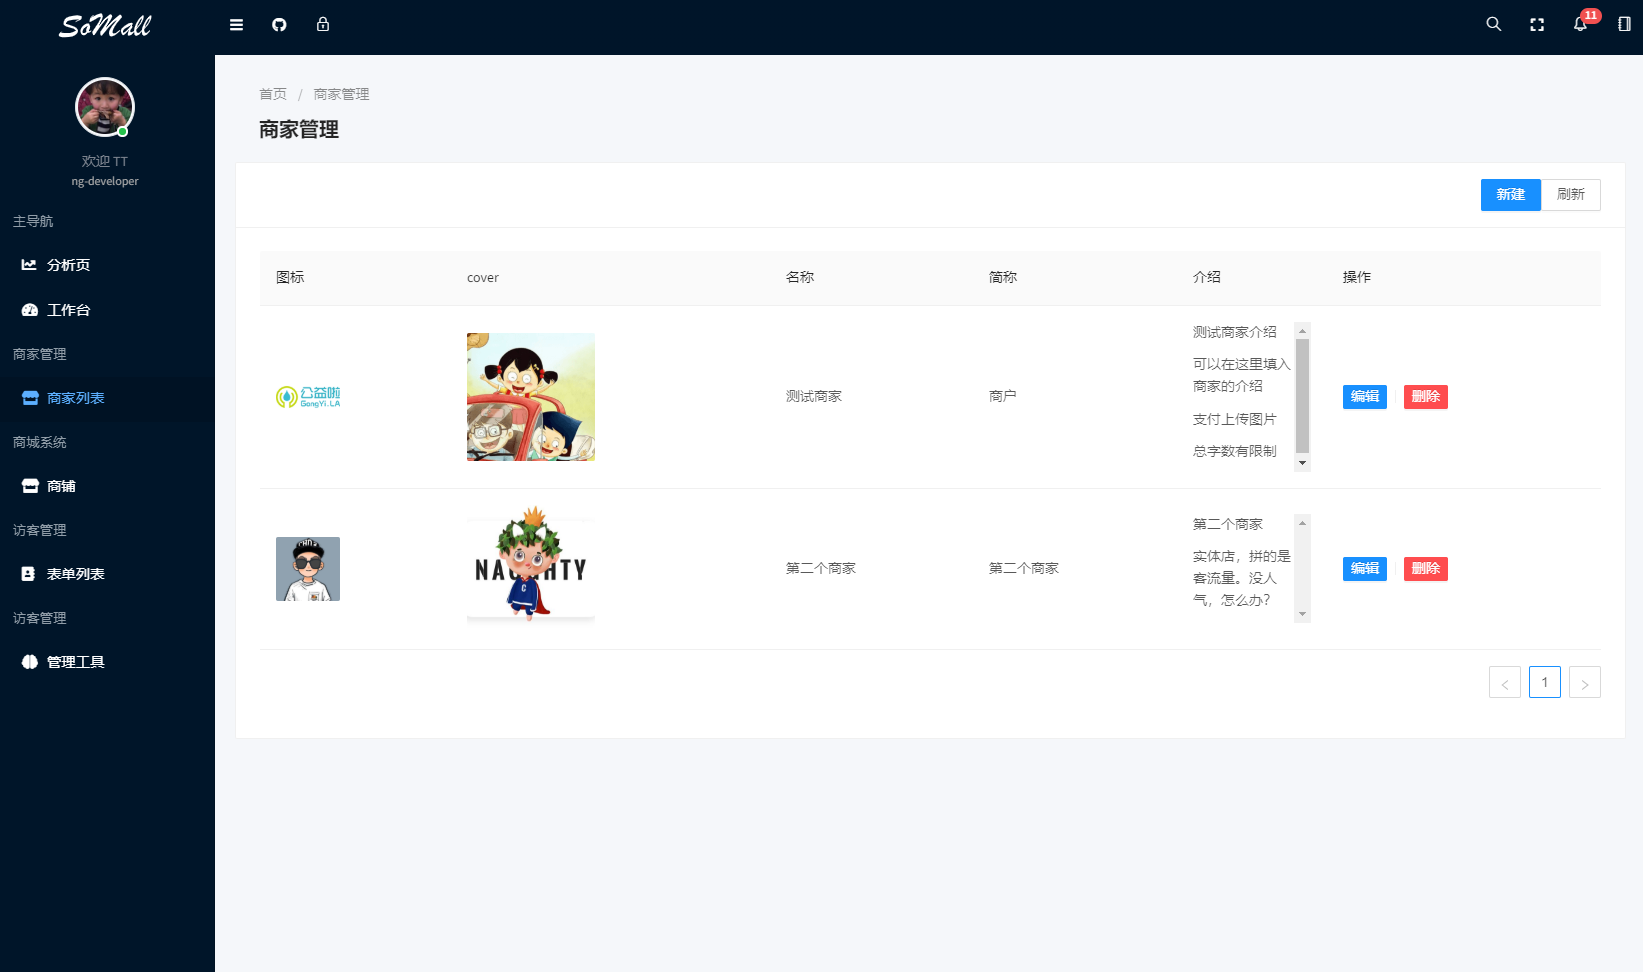 SoMall
11
欢迎 TT
ng-developer
主导航
分析页
工作台
商家管理
商家列表
商城系统
商铺
访客管理
表单列表
访客管理
管理工具
首页 / 商家管理
商家管理
新建 刷新
图标 cover 名称 简称 介绍 操作
公益啦
GongYi.LA
测试商家 商户
测试商家介绍
可以在这里填入
商家的介绍
支付上传图片
总字数有限制
编辑 删除
NAUGHTY
C
第二个商家 第二个商家
第二个商家
实体店，拼的是
客流量。没人
气，怎么办?
编辑 删除
< 1 >